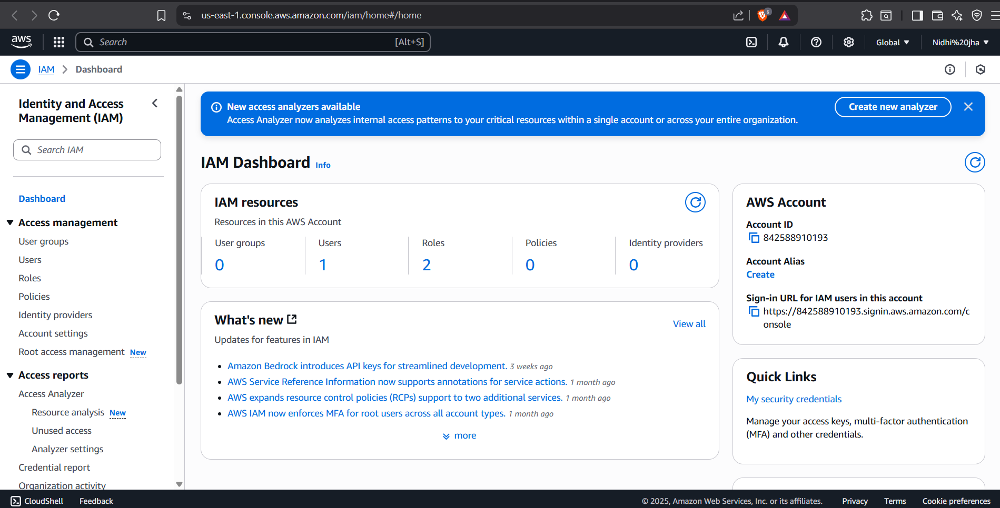 us-east-1.console.aws.amazon.com/iam/home#/home
6
aws
Search
[Alt+S]
Global
Nidhi%20jha
IAM
Dashboard
Identity and Access
Management (IAM)
Search IAM
Dashboard
Access management
User groups
Users
Roles
Policies
Identity providers
Account settings
Root access management New
Access reports
Access Analyzer
Resource analysis New
Unused access
Analyzer settings
Credential report
Organization activity
New access analyzers available
Access Analyzer now analyzes internal access patterns to your critical resources within a single account or across your entire organization.
Create new analyzer
IAM Dashboard Info
IAM resources
Resources in this AWS Account
User groups
0
Users
1
Roles
2
Policies
0
Identity providers
0
What's new
View all
Updates for features in IAM
Amazon Bedrock introduces API keys for streamlined development. 3 weeks ago
AWS Service Reference Information now supports annotations for service actions. 1 month ago
AWS expands resource control policies (RCPs) support to two additional services. 1 month ago
AWS IAM now enforces MFA for root users across all account types. 1 month ago
more
AWS Account
Account ID
842588910193
Account Alias
Create
Sign-in URL for IAM users in this account
https://842588910193.signin.aws.amazon.com/c
onsole
Quick Links
My security credentials
Manage your access keys, multi-factor authentication
(MFA) and other credentials.
CloudShell
Feedback
© 2025, Amazon Web Services, Inc. or its affiliates.
Privacy
Terms
Cookie preferences